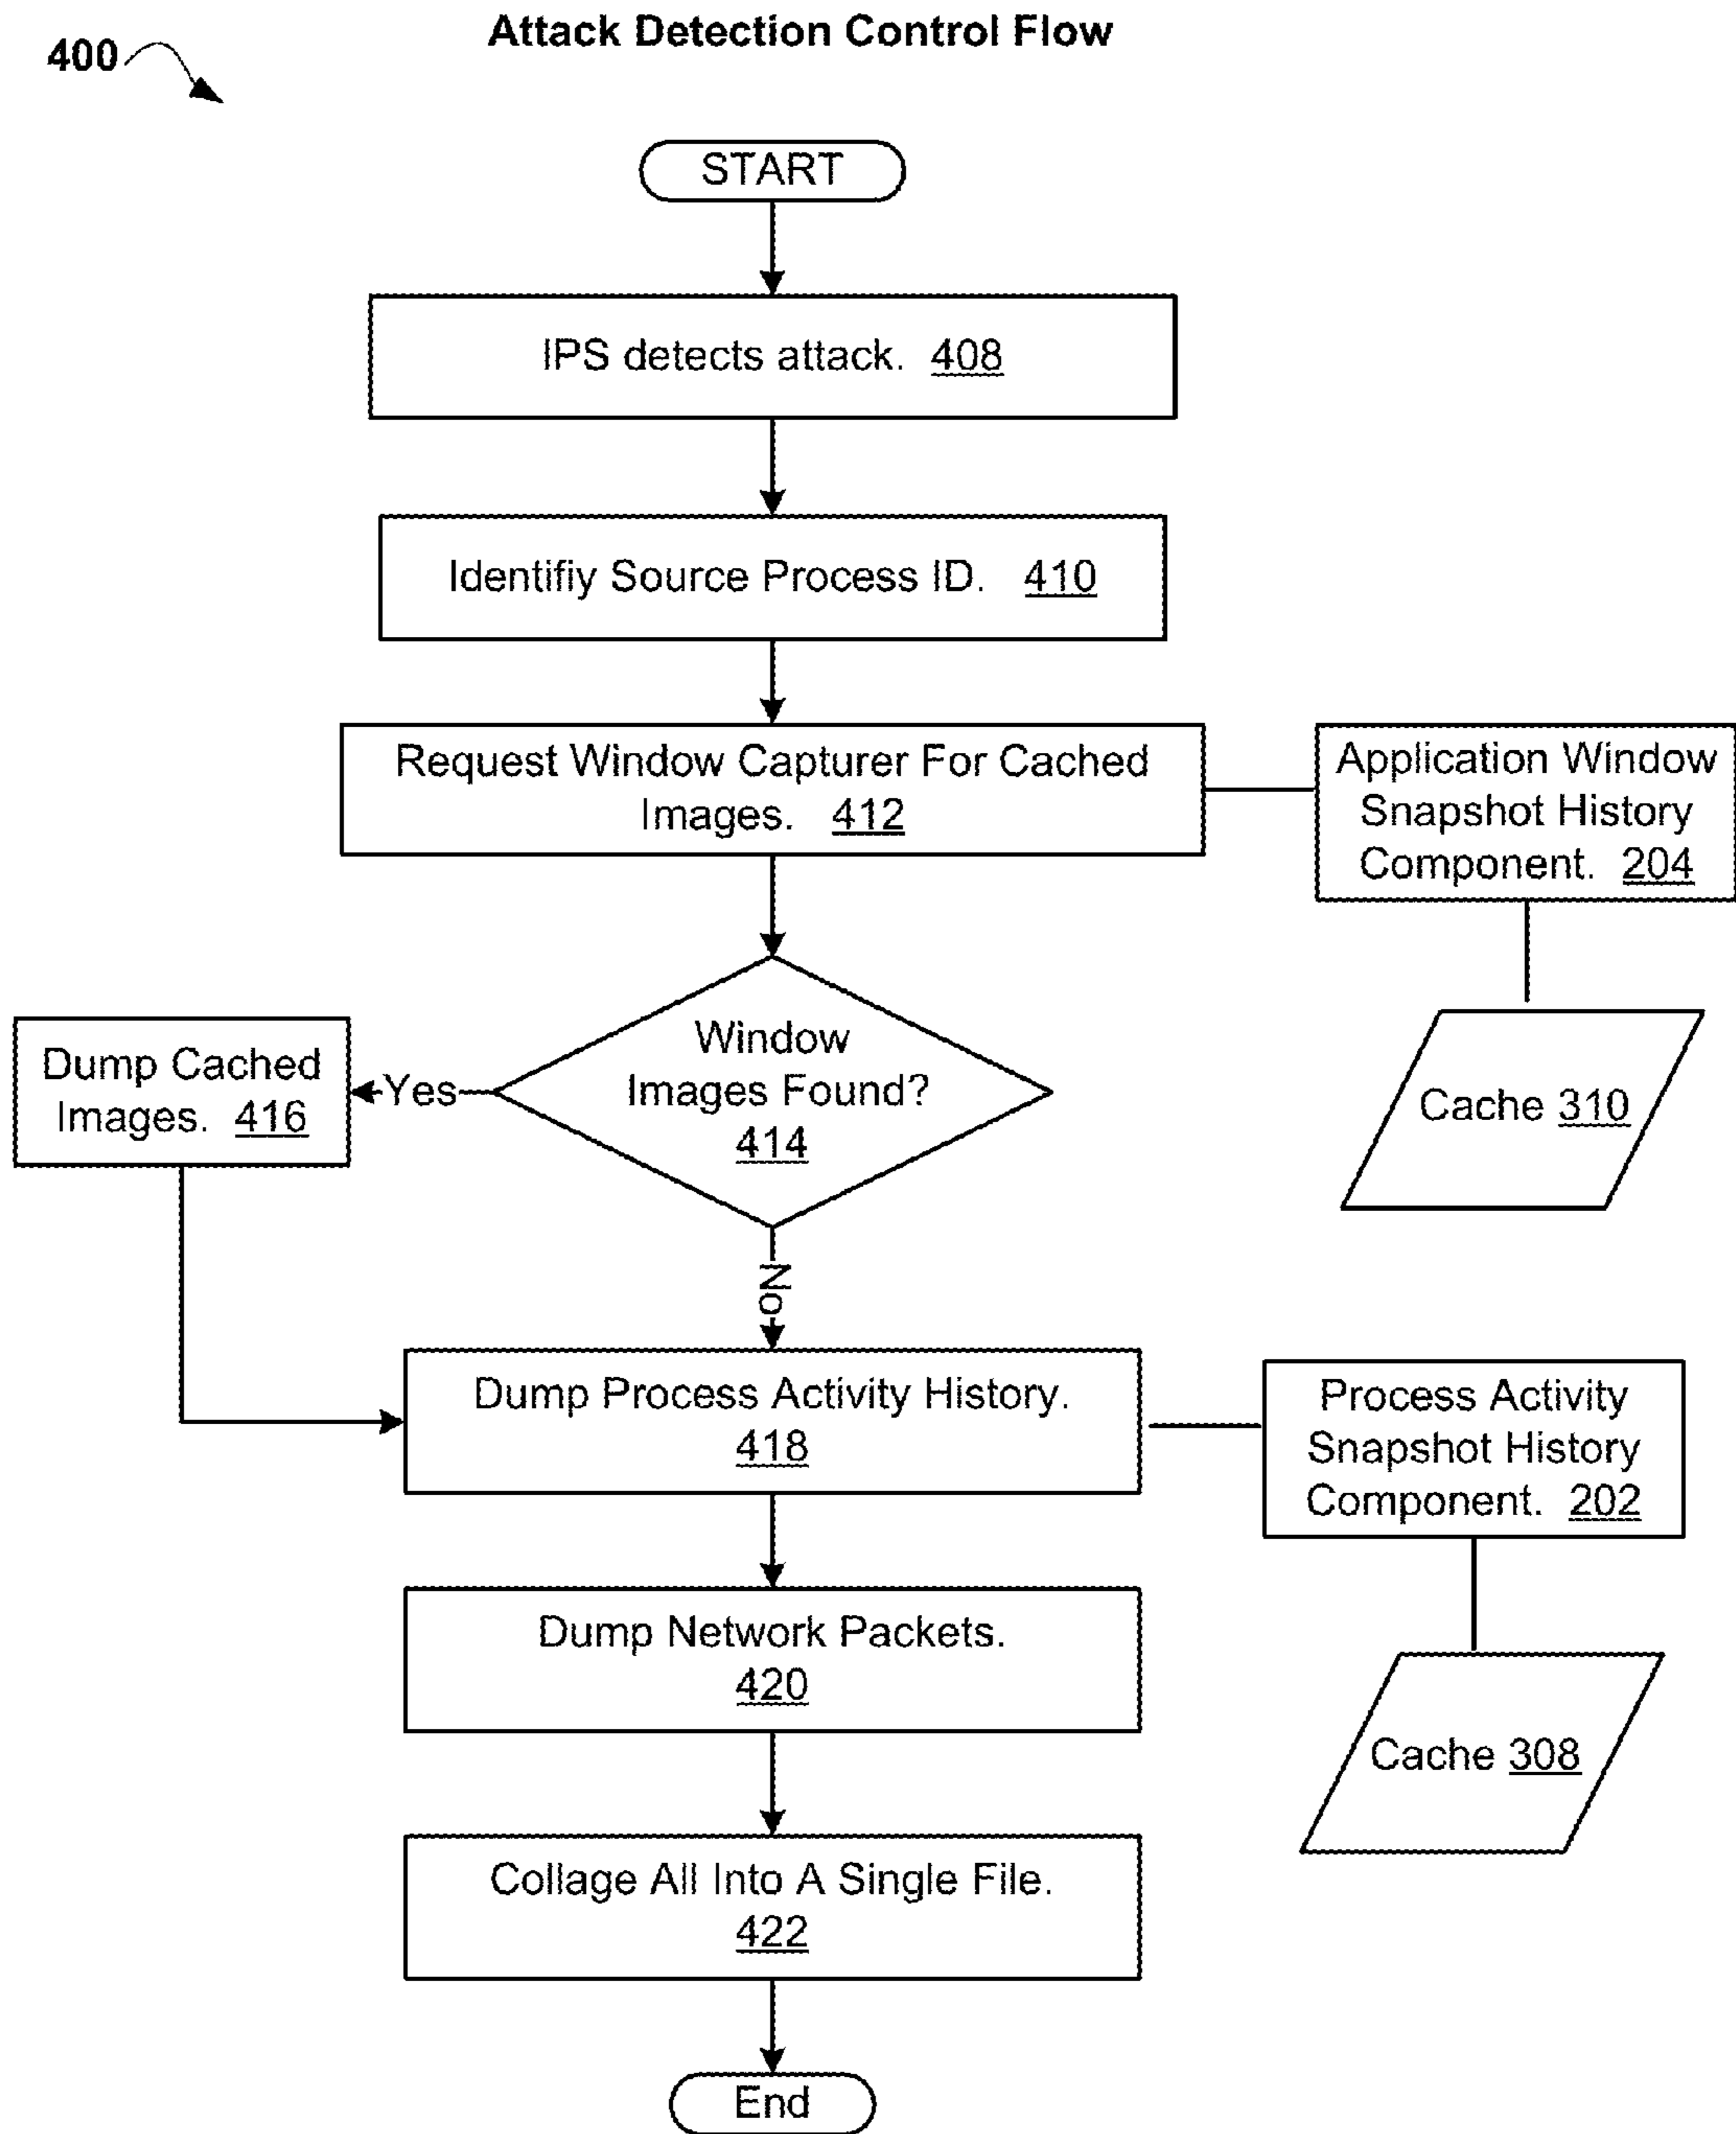 Attack Detection Control Flow
400
START
IPS detects attack. 408
Identifiy Source Process ID. 410
Request Window Capturer For Cached
Images. 412
Application Window
Snapshot History
Component. 204
Cache 310
Window
Images Found?
414
Yes
Dump Cached
Images. 416
No
Dump Process Activity History.
418
Process Activity
Snapshot History
Component. 202
Cache 308
Dump Network Packets.
420
Collage All Into A Single File.
422
End